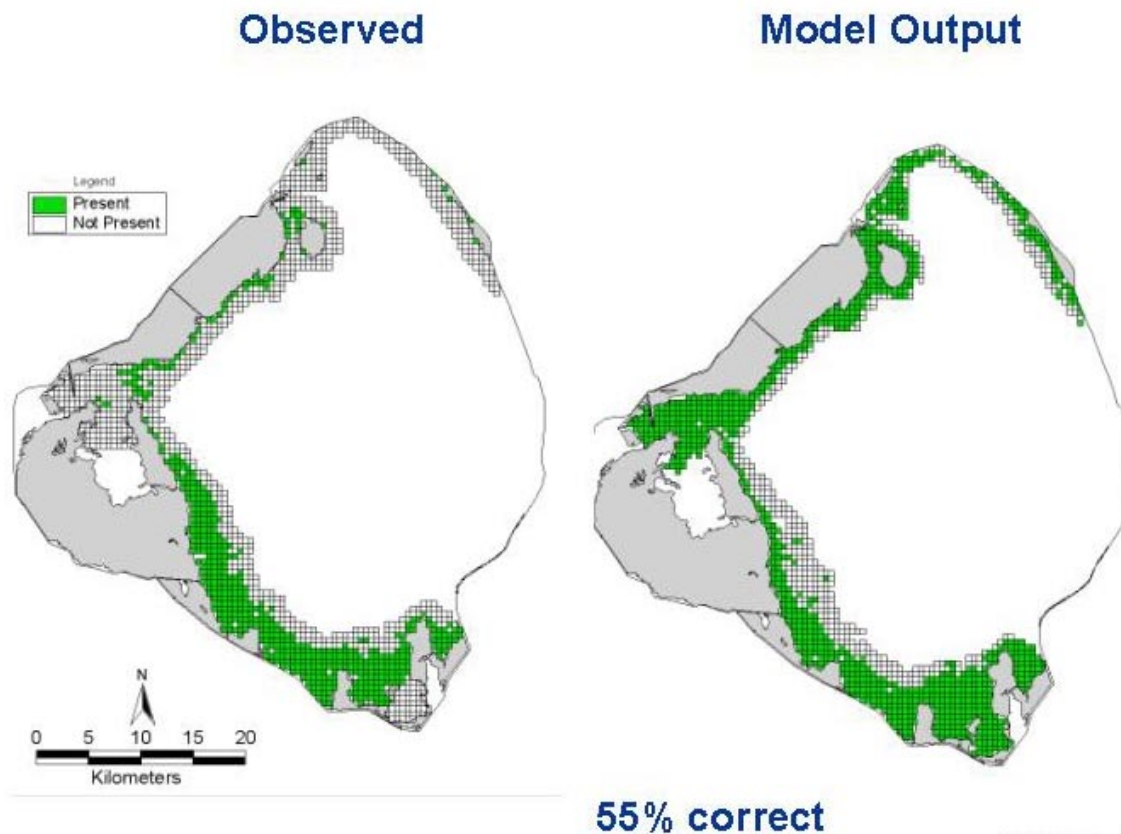 Observed
Model Output
Legend
Present
Not Present
N
0 5 10 15 20
Kilometers
55% correct